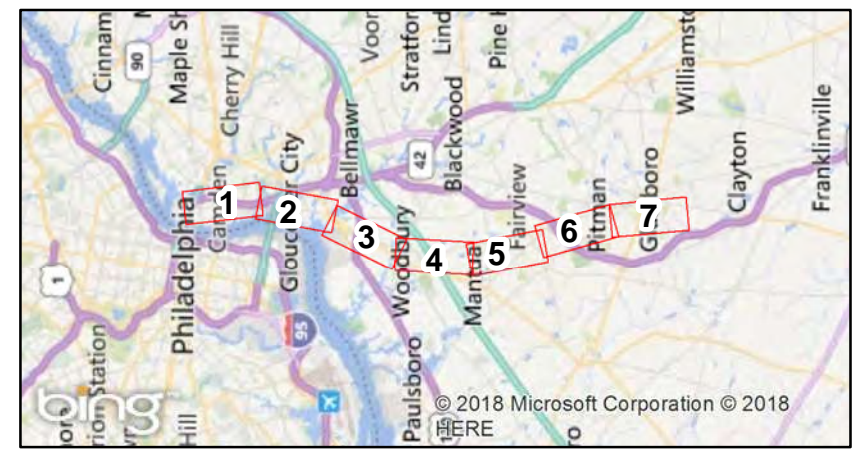 Cinnam
90
Maple Sh
Cherry Hill
Voor
Stratfor
Lind
Pine H
Williamsto
Camden
Gloucester City
Bellmawr
42
Blackwood
Fairview
Pitman
Clayton
Franklinville
1
2
3
4
5
6
7
1
Philadelphia
Woodbury
Mantua
95
Paulsboro
rion Station
Hill
bing
© 2018 Microsoft Corporation © 2018
HERE